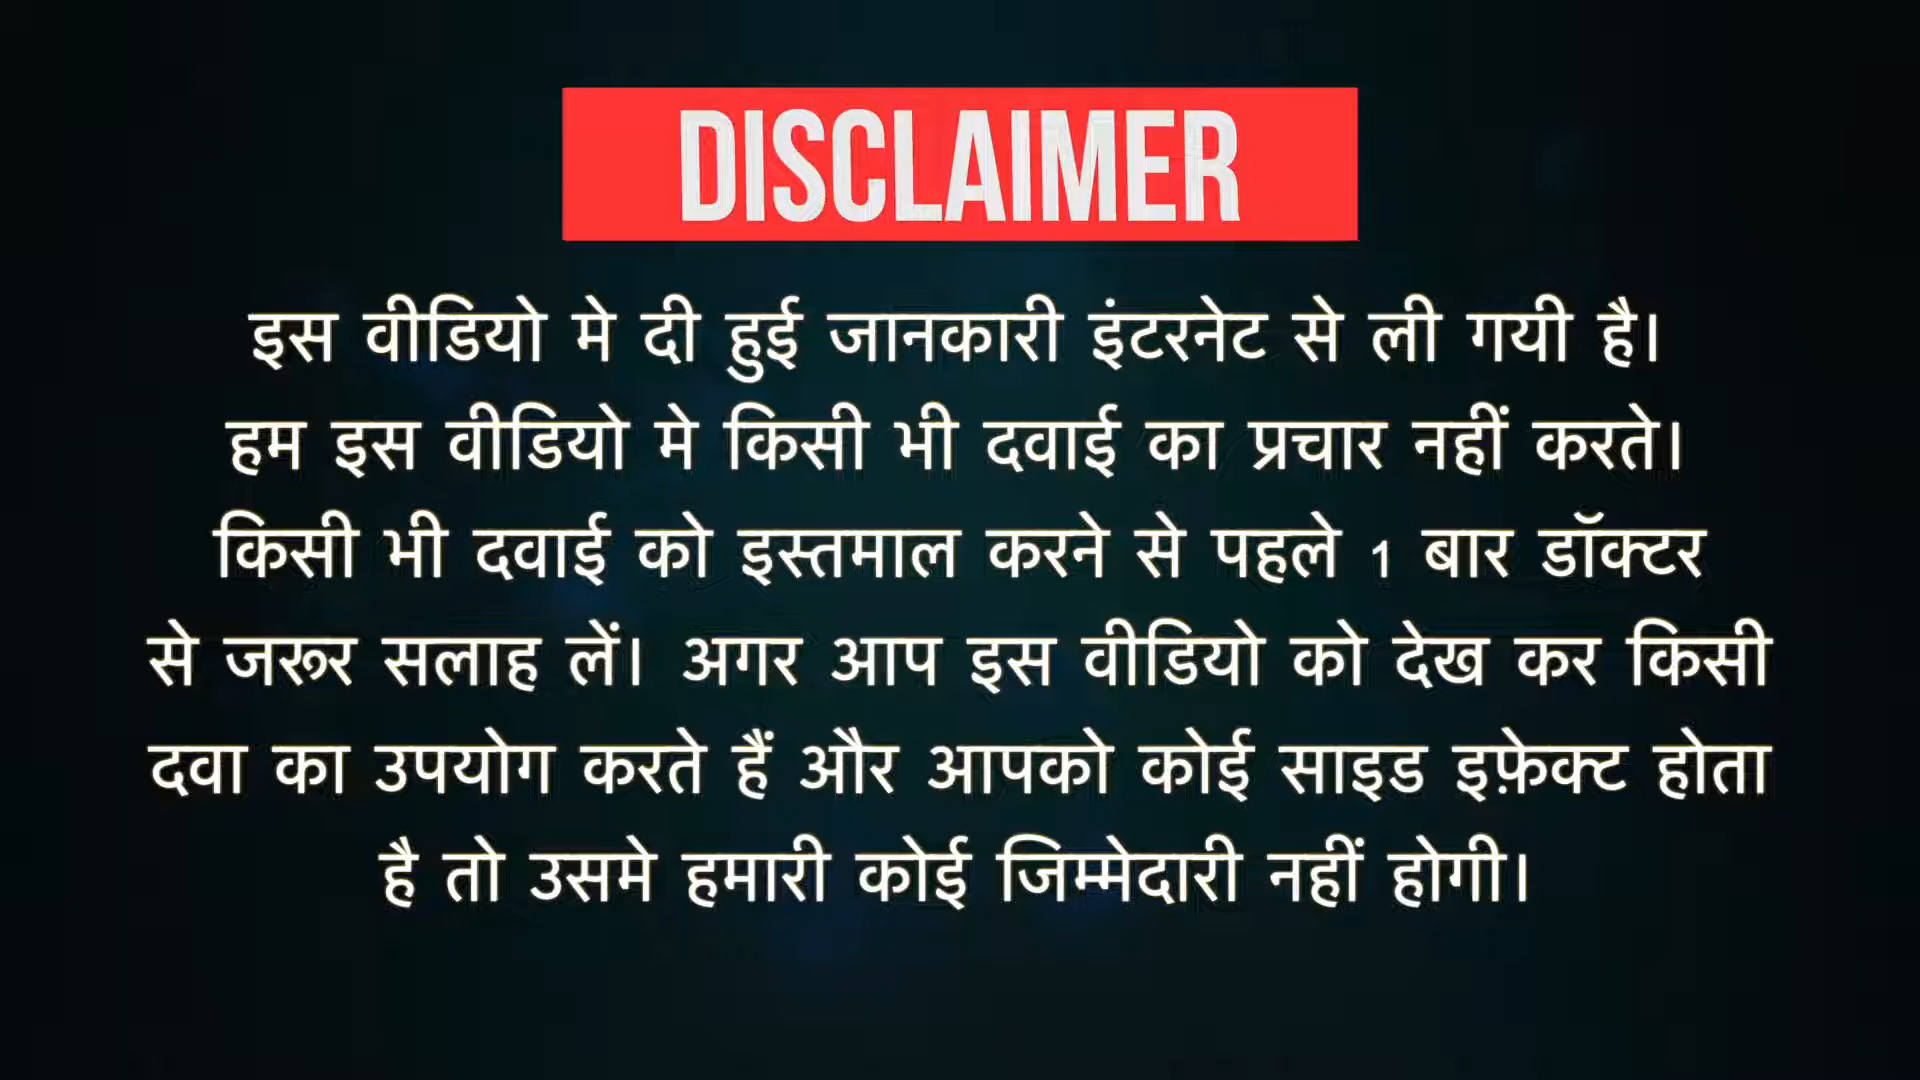 DISCLAIMER
इस वीडियो मे दी हुई जानकारी इंटरनेट से ली गयी है।
हम इस वीडियो मे किसी भी दवाई का प्रचार नहीं करते।
किसी भी दवाई को इस्तमाल करने से पहले 1 बार डॉक्टर
से जरूर सलाह लें। अगर आप इस वीडियो को देख कर किसी
दवा का उपयोग करते हैं और आपको कोई साइड इफ़ेक्ट होता
है तो उसमे हमारी कोई जिम्मेदारी नहीं होगी।